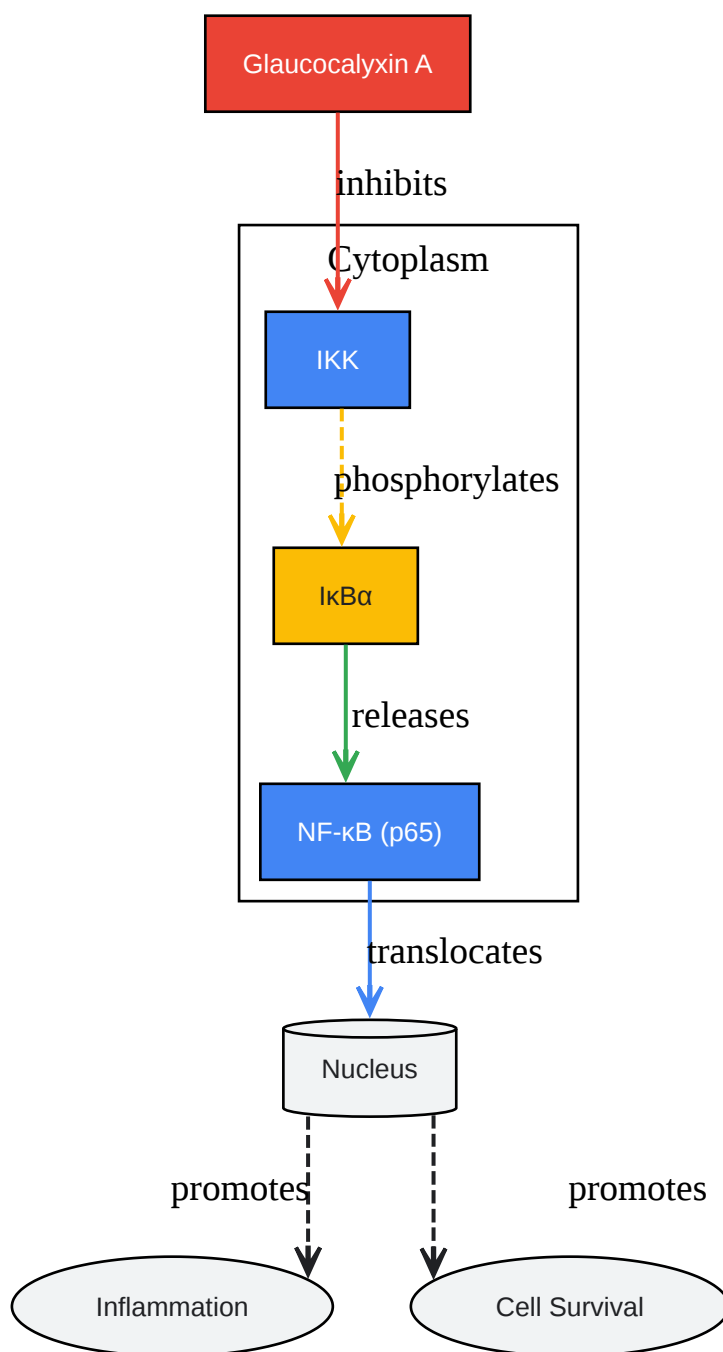 Glaucocalyxin A
inhibits
Cytoplasm
IKK
phosphorylates
IκBα
releases
NF-κB (p65)
translocates
Nucleus
promotes
promotes
Inflammation
Cell Survival